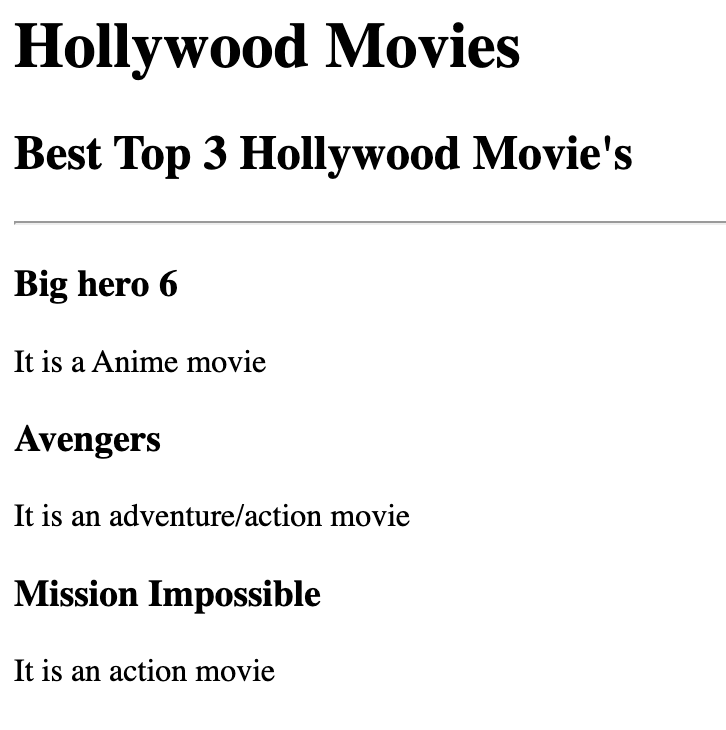 Hollywood Movies
Best Top 3 Hollywood Movie's
Big hero 6
It is a Anime movie
Avengers
It is an adventure/action movie
Mission Impossible
It is an action movie